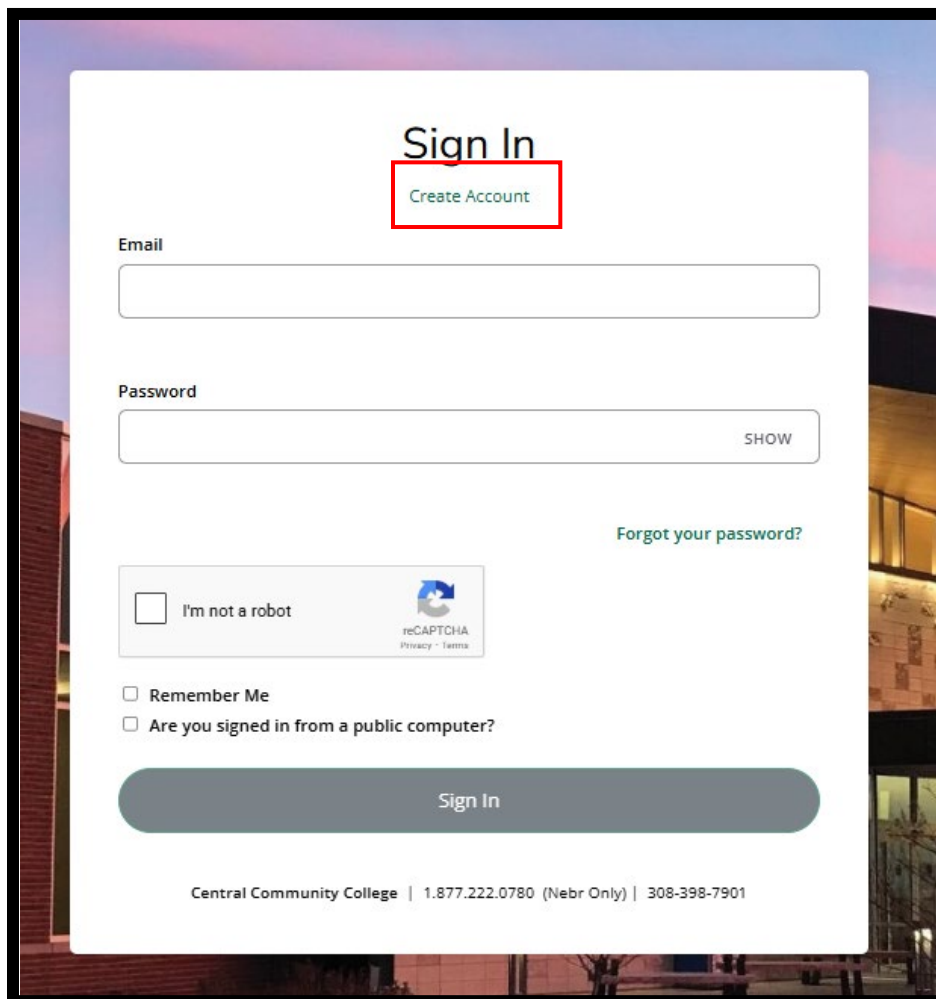 Sign In
Create Account
Email
Password
SHOW
Forgot your password?
I'm not a robot
reCAPTCHA
Privacy - Terms
Remember Me
Are you signed in from a public computer?
Sign In
Central Community College | 1.877.222.0780 (Nebr Only) | 308-398-7901